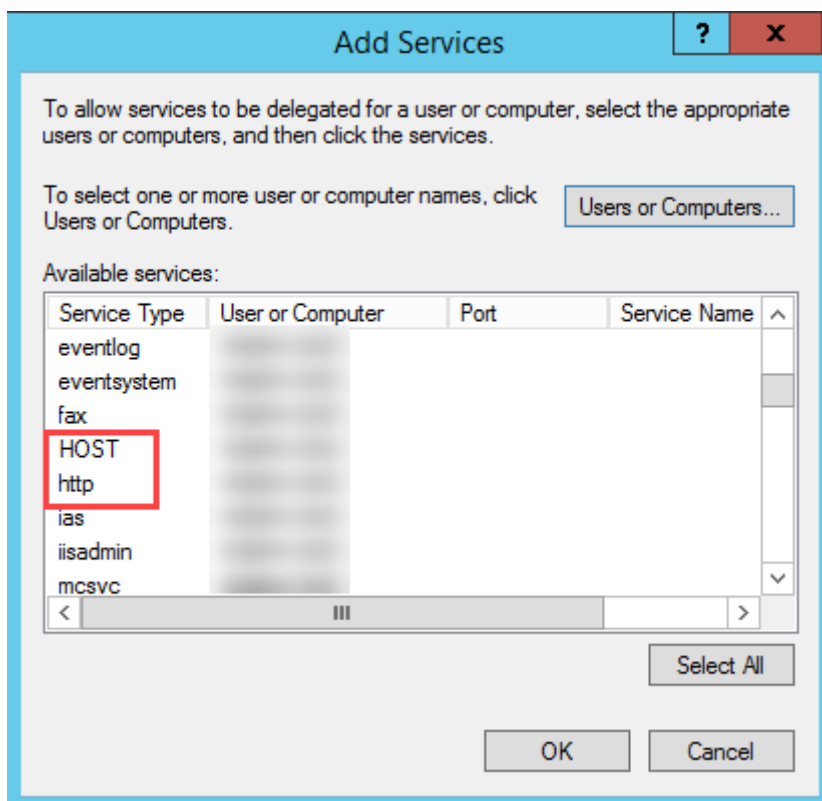 Add Services
?
x
To allow services to be delegated for a user or computer, select the appropriate
users or computers, and then click the services.
To select one or more user or computer names, click
Users or Computers.
Users or Computers...
Available services:
Service Type User or Computer Port Service Name
eventlog
eventsystem
fax
HOST
http
ias
iisadmin
mcsvc
Select All
OK Cancel